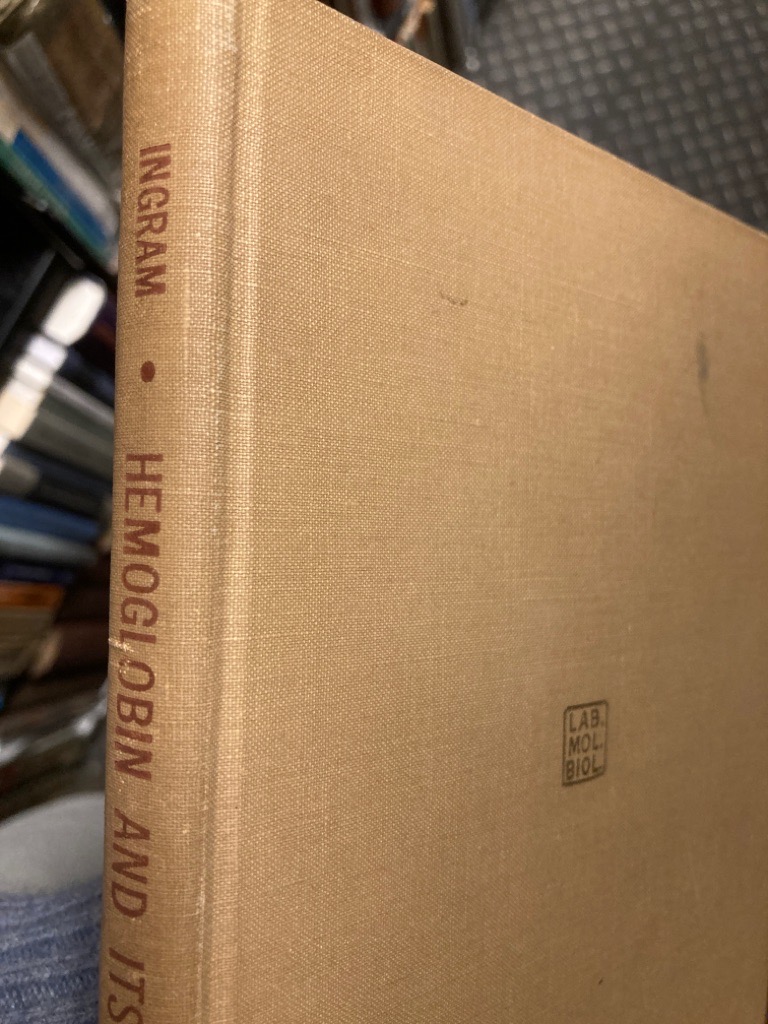 INGRAM • HEMOGLOBIN AND ITS
LAB.
MOL.
BIOL.